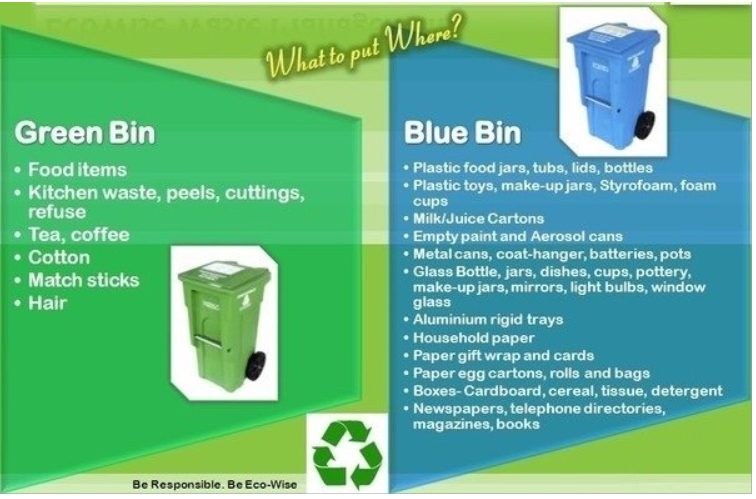 What to put Where?
Green Bin
• Food items
• Kitchen waste, peels, cuttings,
refuse
• Tea, coffee
• Cotton
• Match sticks
• Hair
Blue Bin
• Plastic food jars, tubs, lids, bottles
• Plastic toys, make-up jars, Styrofoam, foam
cups
• Milk/Juice Cartons
• Empty paint and Aerosol cans
• Metal cans, coat-hanger, batteries, pots
• Glass Bottle, jars, dishes, cups, pottery,
make-up jars, mirrors, light bulbs, window
glass
• Aluminium rigid trays
• Household paper
• Paper gift wrap and cards
• Paper egg cartons, rolls and bags
• Boxes- Cardboard, cereal, tissue, detergent
• Newspapers, telephone directories,
magazines, books
Be Responsible. Be Eco-Wise